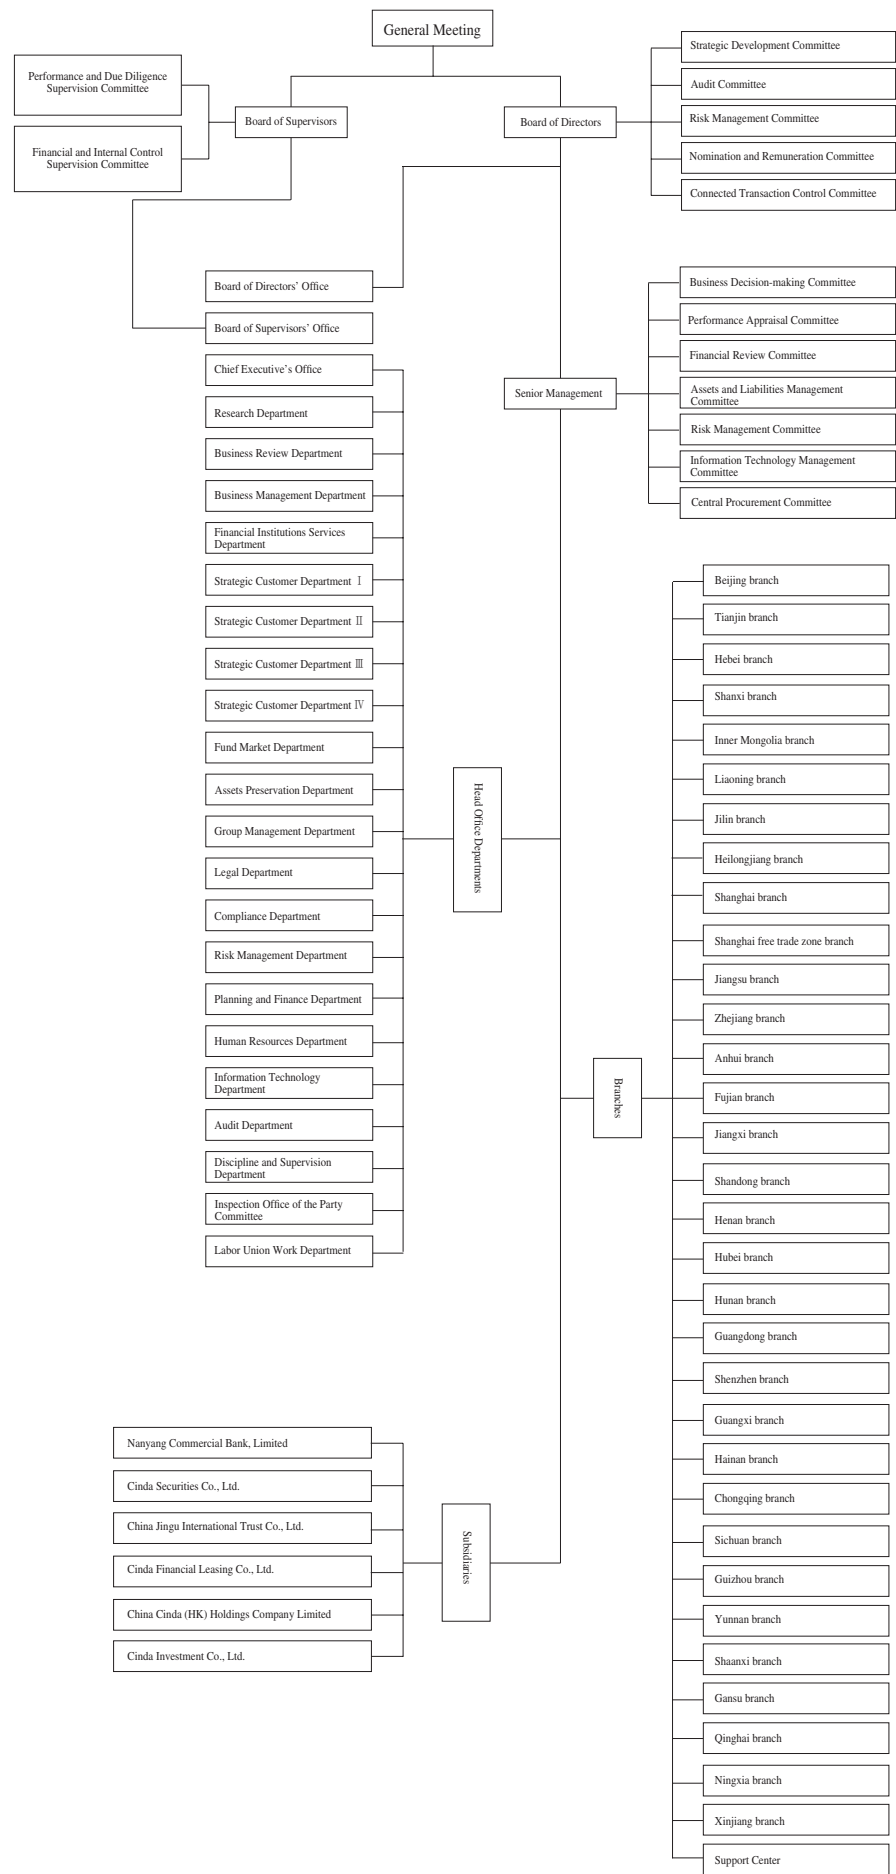 General Meeting
Performance and Due Diligence
Supervision Committee
Financial and Internal Control
Supervision Committee
Board of Supervisors
Board of Directors
Strategic Development Committee
Audit Committee
Risk Management Committee
Nomination and Remuneration Committee
Connected Transaction Control Committee
Board of Directors’ Office
Board of Supervisors’ Office
Senior Management
Business Decision-making Committee
Performance Appraisal Committee
Financial Review Committee
Assets and Liabilities Management
Committee
Risk Management Committee
Information Technology Management
Committee
Central Procurement Committee
Chief Executive’s Office
Research Department
Business Review Department
Business Management Department
Financial Institutions Services
Department
Strategic Customer Department Ⅰ
Strategic Customer Department Ⅱ
Strategic Customer Department Ⅲ
Strategic Customer Department Ⅳ
Fund Market Department
Assets Preservation Department
Group Management Department
Legal Department
Compliance Department
Risk Management Department
Planning and Finance Department
Human Resources Department
Information Technology
Department
Audit Department
Discipline and Supervision
Department
Inspection Office of the Party
Committee
Labor Union Work Department
Head Office Departments
Branches
Beijing branch
Tianjin branch
Hebei branch
Shanxi branch
Inner Mongolia branch
Liaoning branch
Jilin branch
Heilongjiang branch
Shanghai branch
Shanghai free trade zone branch
Jiangsu branch
Zhejiang branch
Anhui branch
Fujian branch
Jiangxi branch
Shandong branch
Henan branch
Hubei branch
Hunan branch
Guangdong branch
Shenzhen branch
Guangxi branch
Hainan branch
Chongqing branch
Sichuan branch
Guizhou branch
Yunnan branch
Shaanxi branch
Gansu branch
Qinghai branch
Ningxia branch
Xinjiang branch
Support Center
Nanyang Commercial Bank, Limited
Cinda Securities Co., Ltd.
China Jingu International Trust Co., Ltd.
Cinda Financial Leasing Co., Ltd.
China Cinda (HK) Holdings Company Limited
Cinda Investment Co., Ltd.
Subsidiaries